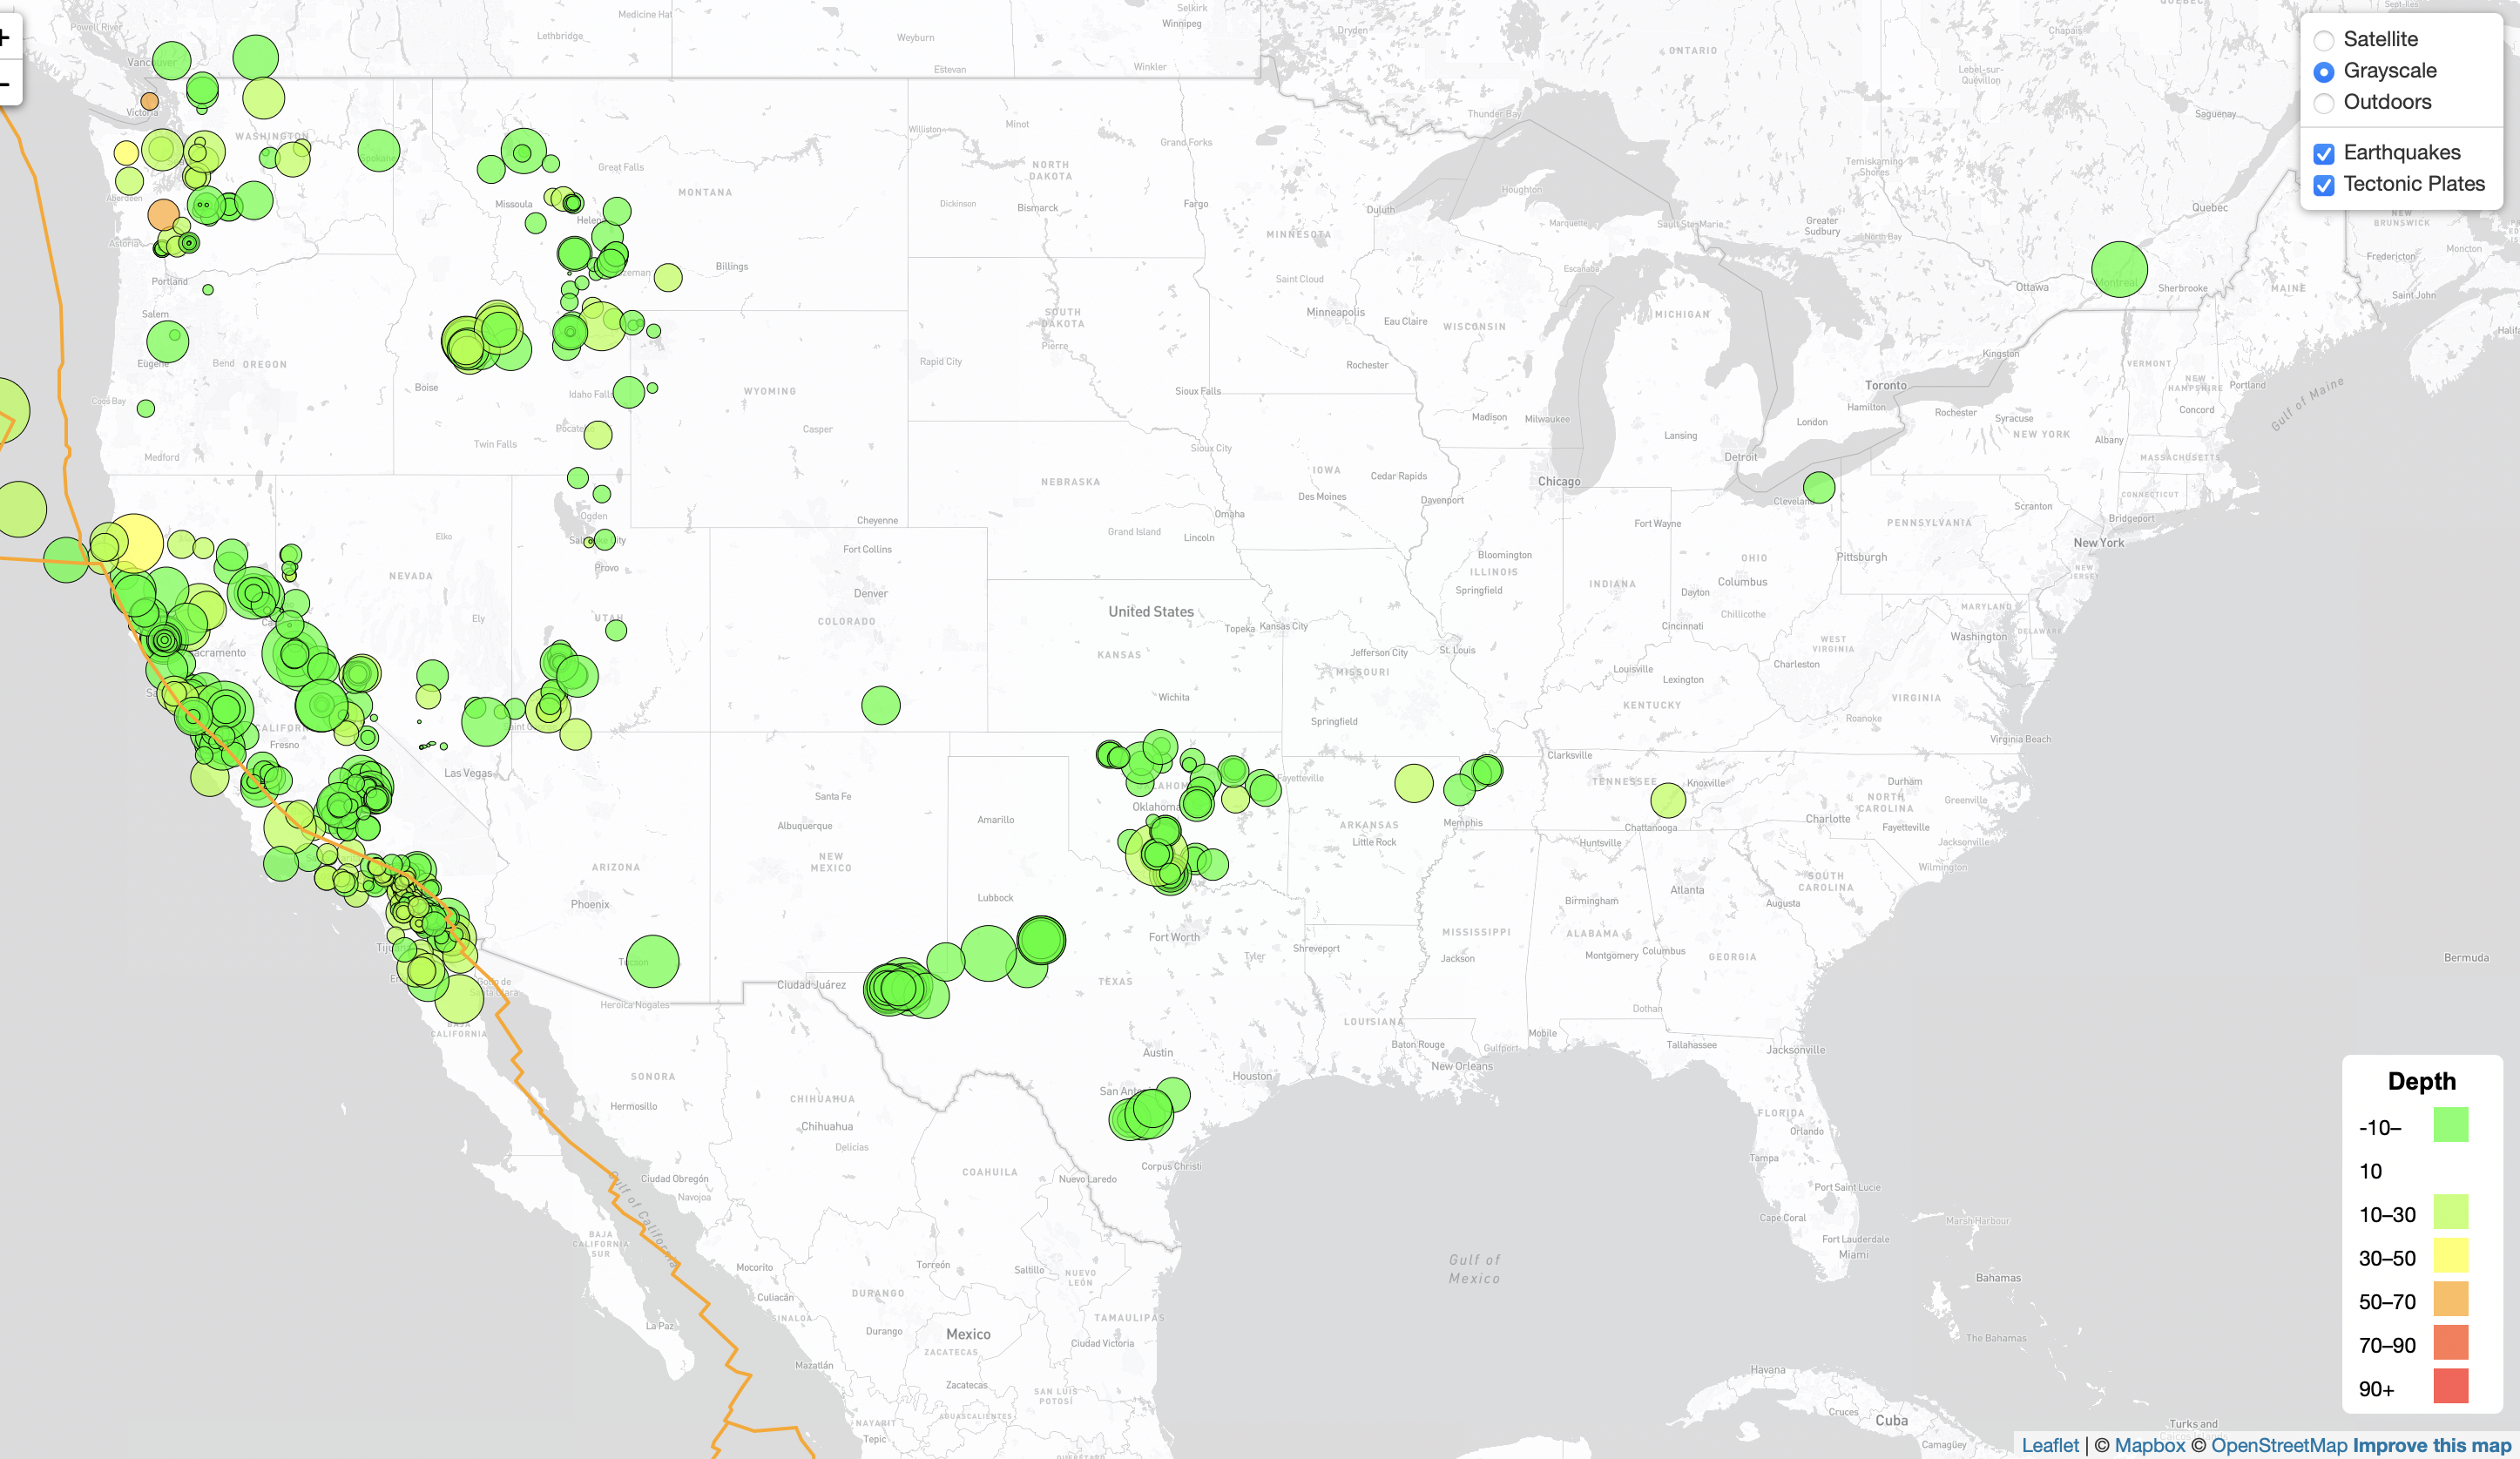 +
−
Satellite
Grayscale
Outdoors
Earthquakes
Tectonic Plates
Powell River
Medicine Hat
Selkirk
Winnipeg
Lethbridge
Weyburn
Dryden
ONTARIO
Chapais
Sept-Îles
Vancouver
Estevan
Winkler
Lebel-sur-
Quévillon
Victoria
Thunder Bay
Saguenay
WASHINGTON
Spokane
Williston
Minot
Grand Forks
Great Falls
NORTH
DAKOTA
Temiskaming
Shores
Aberdeen
Missoula
MONTANA
Dickinson
Bismarck
Fargo
Houghton
Duluth
Marquette
Sault Ste-Marie
Greater
Sudbury
North Bay
Quebec
NEW
BRUNSWICK
Moncton
Astoria
MINNESOTA
Fredericton
Portland
Billings
Saint Cloud
Escanaba
Ottawa
Montreal
Sherbrooke
MAINE
Saint John
Salem
SOUTH
DAKOTA
Pierre
Minneapolis
Eau Claire
WISCONSIN
MICHIGAN
Eugene
Bend
OREGON
Rapid City
Rochester
Kingston
VERMONT
Boise
Idaho Falls
WYOMING
Sioux Falls
Toronto
NEW
HAMPSHIRE
Portland
Gulf of Maine
Coos Bay
Madison
Milwaukee
London
Hamilton
Rochester
Syracuse
Concord
Twin Falls
Casper
Lansing
NEW YORK
Albany
Medford
Sioux City
Detroit
MASSACHUSETTS
NEBRASKA
IOWA
Cedar Rapids
Chicago
Des Moines
Davenport
Cleveland
CONNECTICUT
Scranton
Ogden
Cheyenne
Omaha
Fort Wayne
PENNSYLVANIA
Bridgeport
Elko
Grand Island
Lincoln
New York
Fort Collins
Bloomington
ILLINOIS
OHIO
Pittsburgh
Provo
NEVADA
INDIANA
Columbus
NEW
JERSEY
Denver
Springfield
Dayton
Ely
UTAH
COLORADO
United States
Topeka
Kansas City
Chillicothe
MARYLAND
Cincinnati
Washington
DELAWARE
KANSAS
Jefferson City
St. Louis
WEST
VIRGINIA
Charleston
MISSOURI
Louisville
Lexington
Wichita
VIRGINIA
KENTUCKY
Springfield
Roanoke
Fresno
Virginia Beach
Clarksville
Las Vegas
Fayetteville
TENNESSEE
Knoxville
Durham
Santa Fe
NORTH
CAROLINA
Greenville
Oklahoma
Albuquerque
Amarillo
ARKANSAS
Memphis
Chattanooga
Charlotte
Fayetteville
Little Rock
Huntsville
Jacksonville
ARIZONA
NEW
MEXICO
Wilmington
SOUTH
CAROLINA
Phoenix
Lubbock
Atlanta
Birmingham
Augusta
Fort Worth
MISSISSIPPI
ALABAMA
Tucson
Shreveport
Tyler
Jackson
Montgomery
Columbus
GEORGIA
Bermuda
Ciudad Juárez
TEXAS
Heroica Nogales
Dothan
BAJA
CALIFORNIA
LOUISIANA
Mobile
Baton Rouge
Gulfport
Tallahassee
Jacksonville
Austin
New Orleans
SONORA
Houston
San Antonio
Hermosillo
CHIHUAHUA
FLORIDA
Chihuahua
Orlando
Delicias
Tampa
COAHUILA
Corpus Christi
Ciudad Obregón
Nuevo Laredo
Navojoa
Port Saint Lucie
Gulf of California
Cape Coral
Marsh Harbour
BAJA
CALIFORNIA
SUR
Fort Lauderdale
Miami
Gulf of
Mexico
Mocorito
Torreón
Saltillo
NUEVO
LEÓN
Bahamas
Culiacán
DURANGO
SINALOA
TAMAULIPAS
La Paz
Durango
Mexico
Ciudad Victoria
The Bahamas
ZACATECAS
Mazatlán
Havana
Zacatecas
SAN LUIS
POTOSÍ
NAYARIT
AGUASCALIENTES
Cruces
Cuba
Turks and
Tepic
Camagüey
QUERÉTARO
Depth
-10–
10
10–30
30–50
50–70
70–90
90+
Leaflet | © Mapbox © OpenStreetMap Improve this map